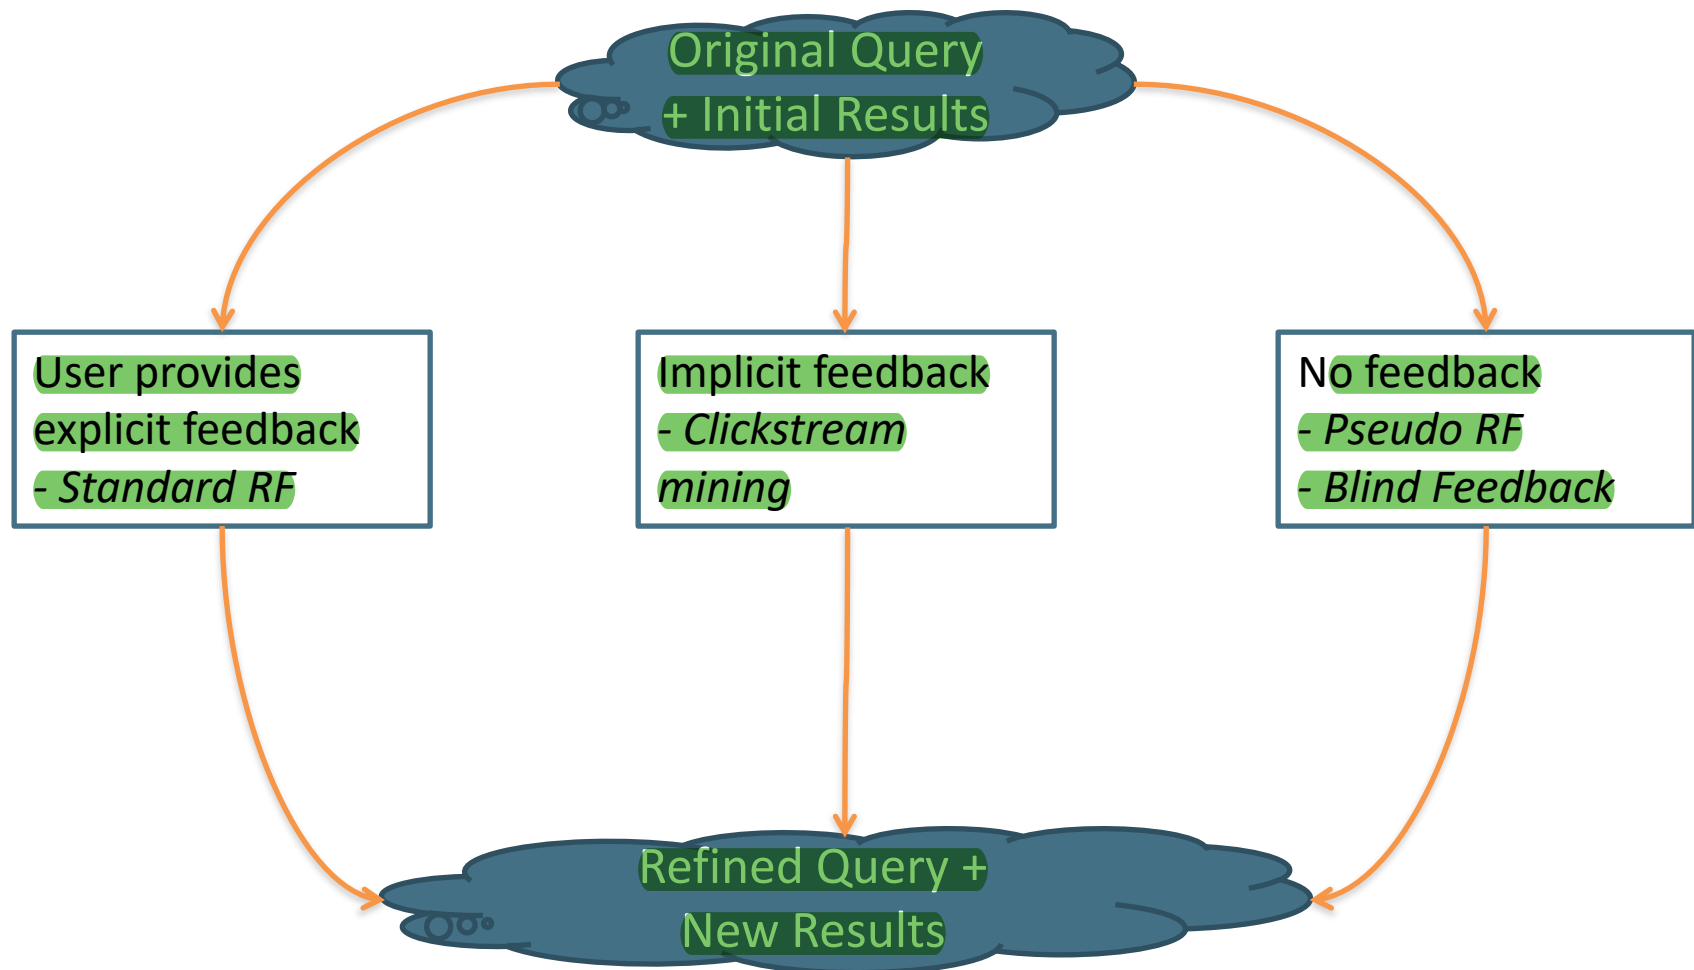 Original Query
+ Initial Results
User provides
explicit feedback
- Standard RF
Implicit feedback
- Clickstream
mining
No feedback
- Pseudo RF
- Blind Feedback
Refined Query +
New Results